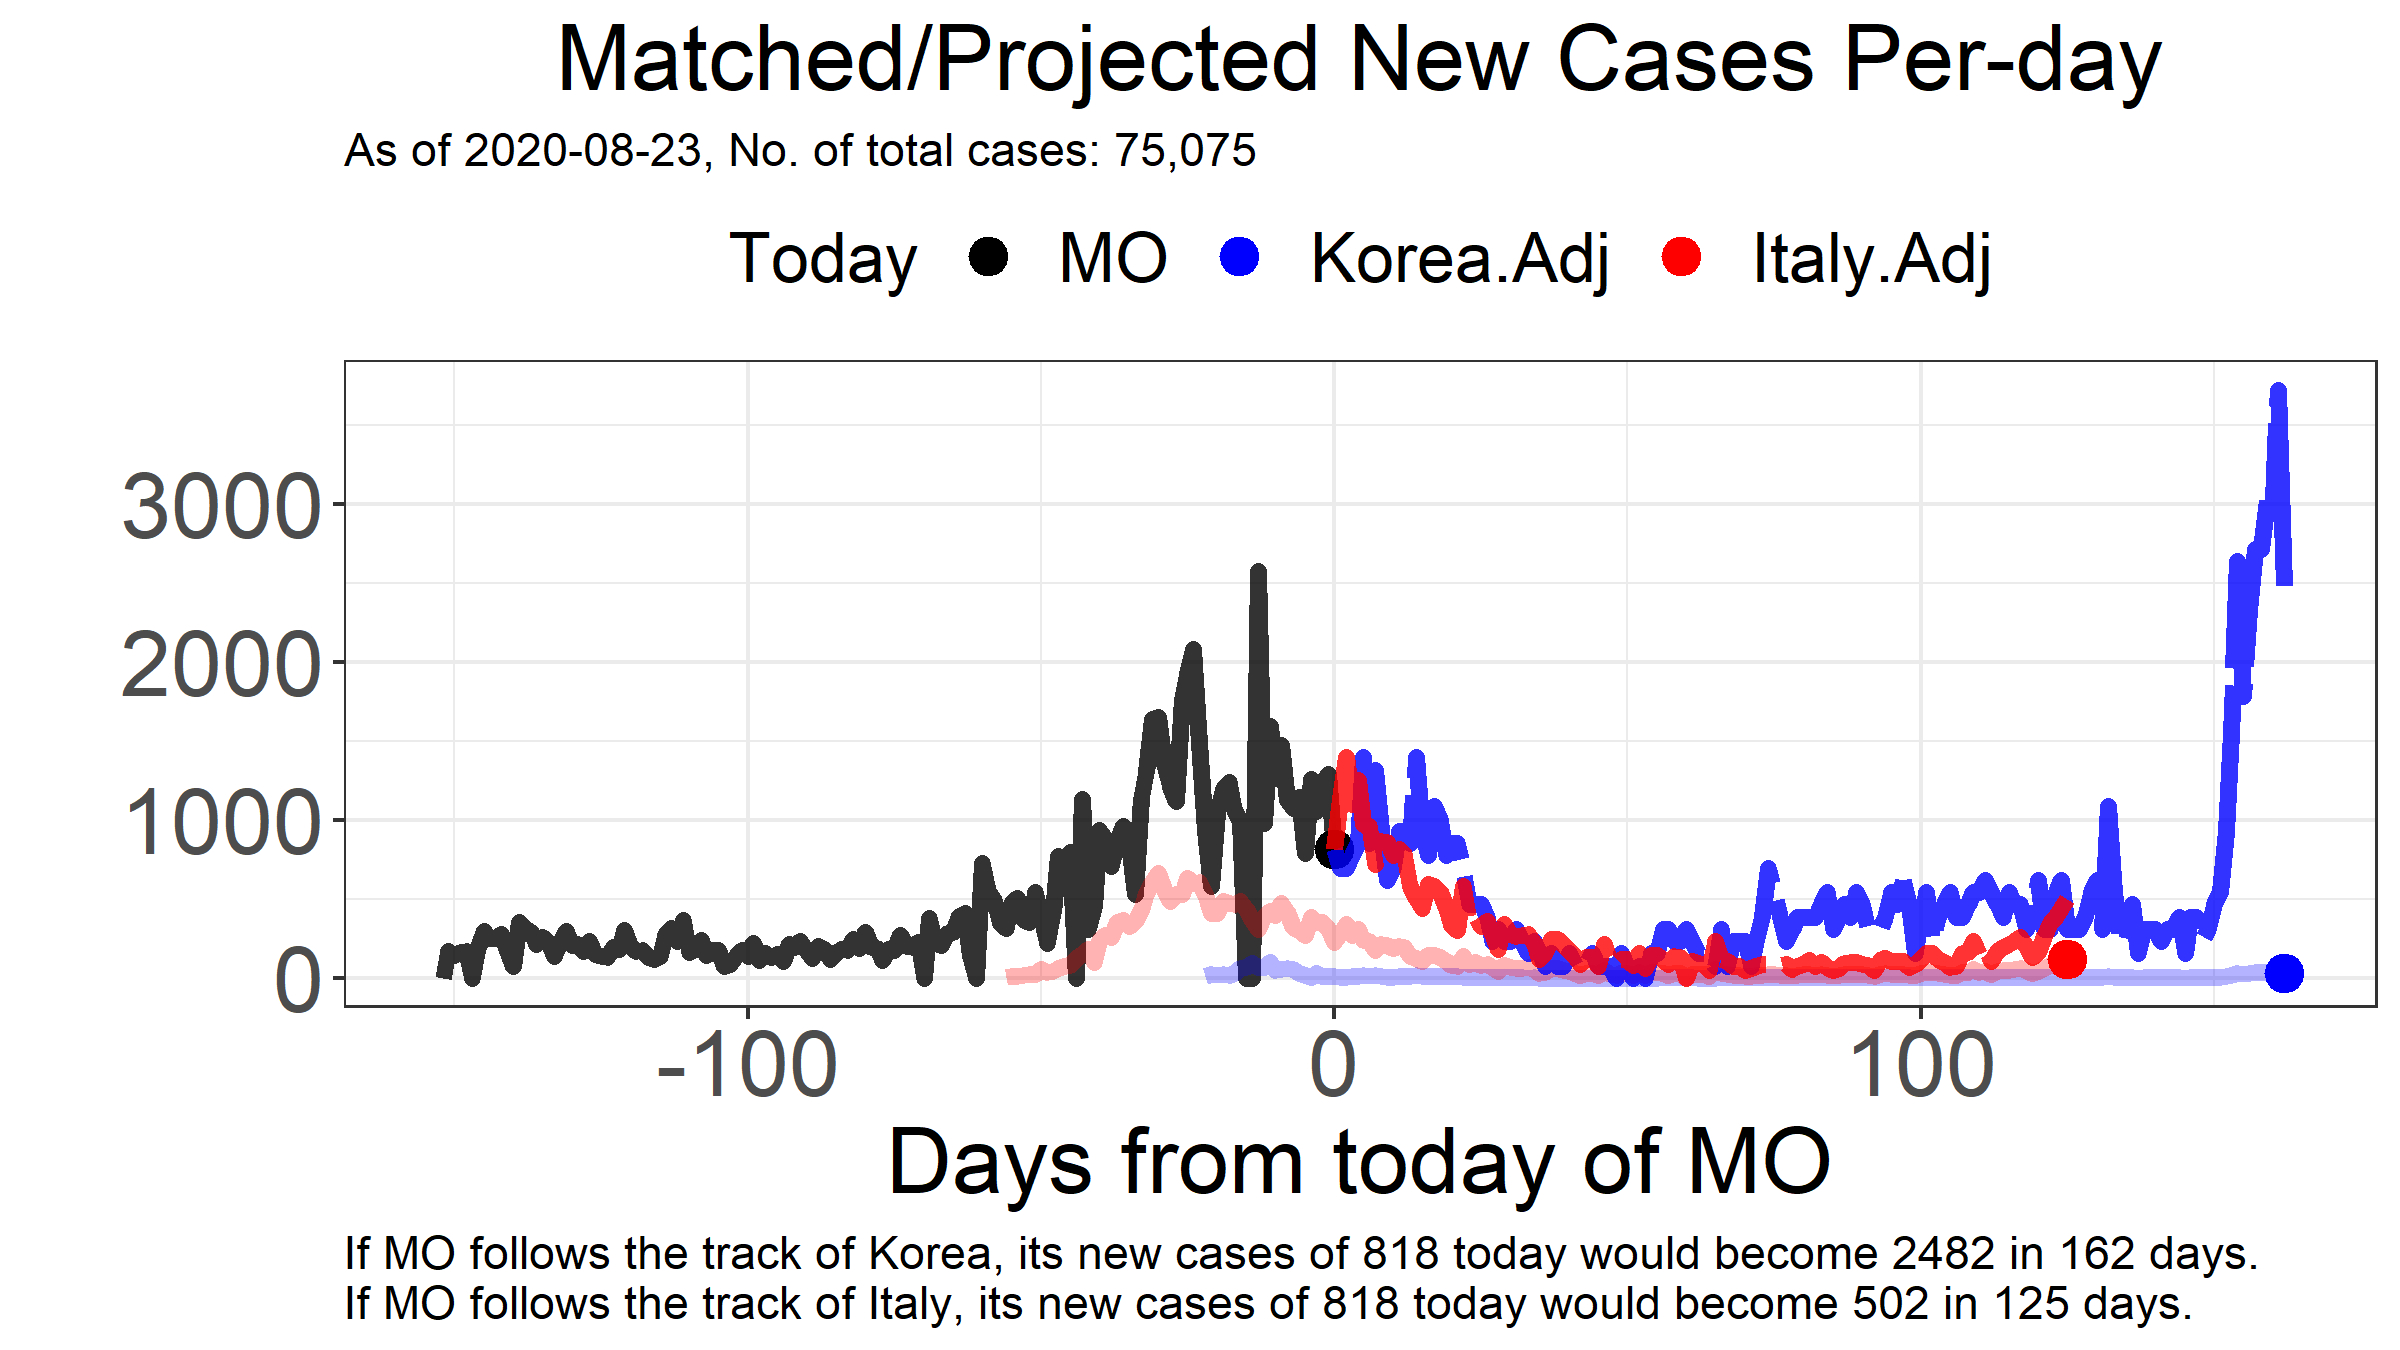 Matched/Projected New Cases Per-day
As of 2020-08-23, No. of total cases: 75,075
Today MO Korea.Adj Italy.Adj
3000
2000
1000
0
-100 0 100
Days from today of MO
If MO follows the track of Korea, its new cases of 818 today would become 2482 in 162 days.
If MO follows the track of Italy, its new cases of 818 today would become 502 in 125 days.